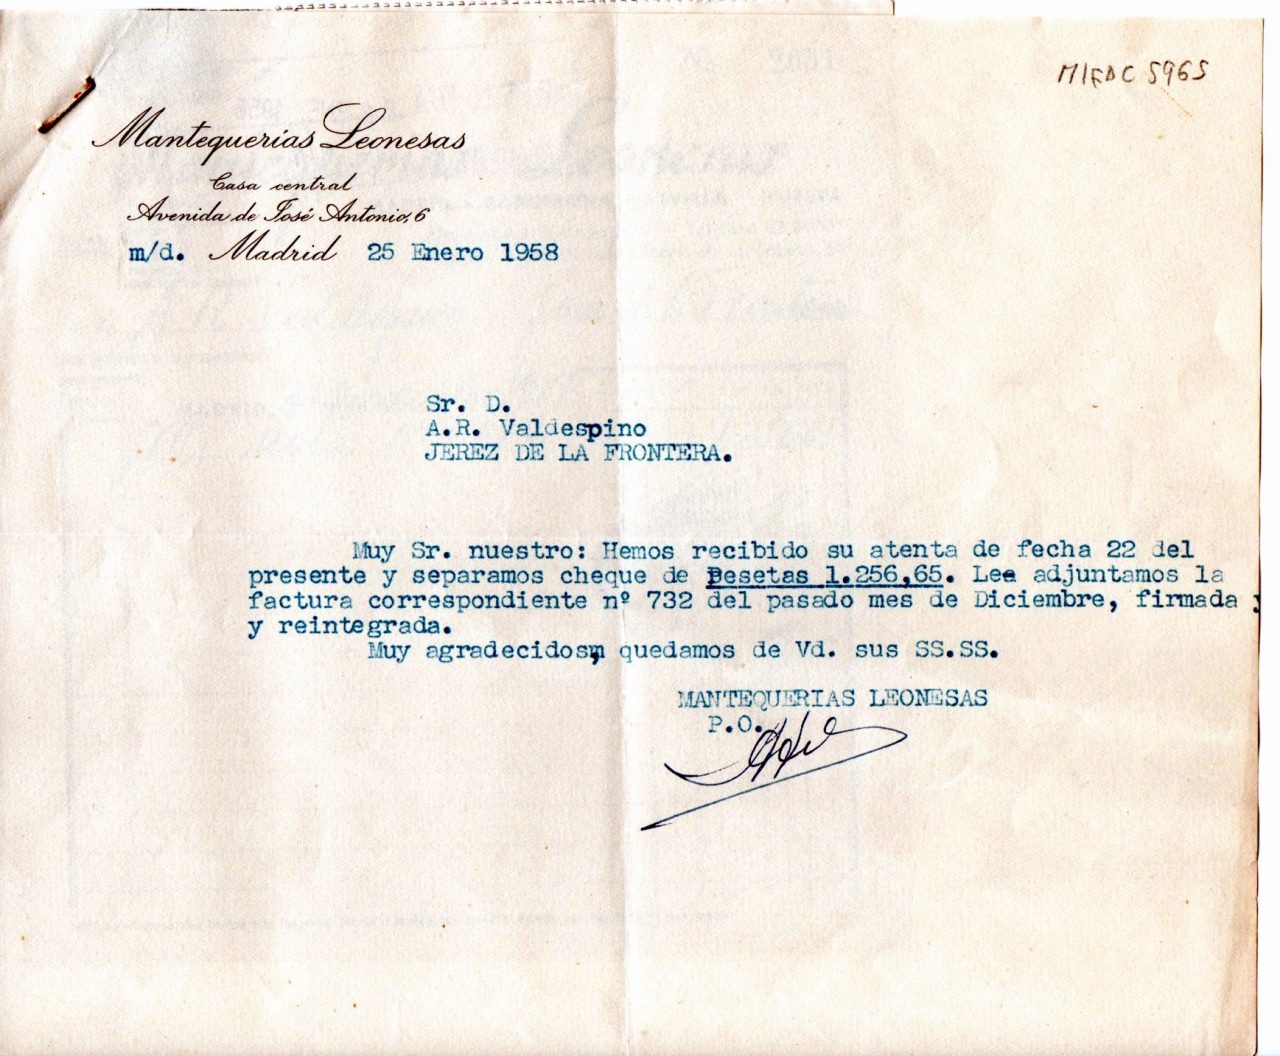 M/FDC 5965
Mantequerías Leonesas
Casa central
Avenida de José Antonio, 6
m/d. Madrid 25 Enero 1958
Sr. D.
A.R. Valdespino
JEREZ DE LA FRONTERA.
Muy Sr. nuestro: Hemos recibido su atenta de fecha 22 del
presente y separamos cheque de Pesetas 1.256,65. Lee adjuntamos la
factura correspondiente nº 732 del pasado mes de Diciembre, firmada y
y reintegrada.
Muy agradecidos, quedamos de Vd. sus SS.SS.
MANTEQUERIAS LEONESAS
P.O.